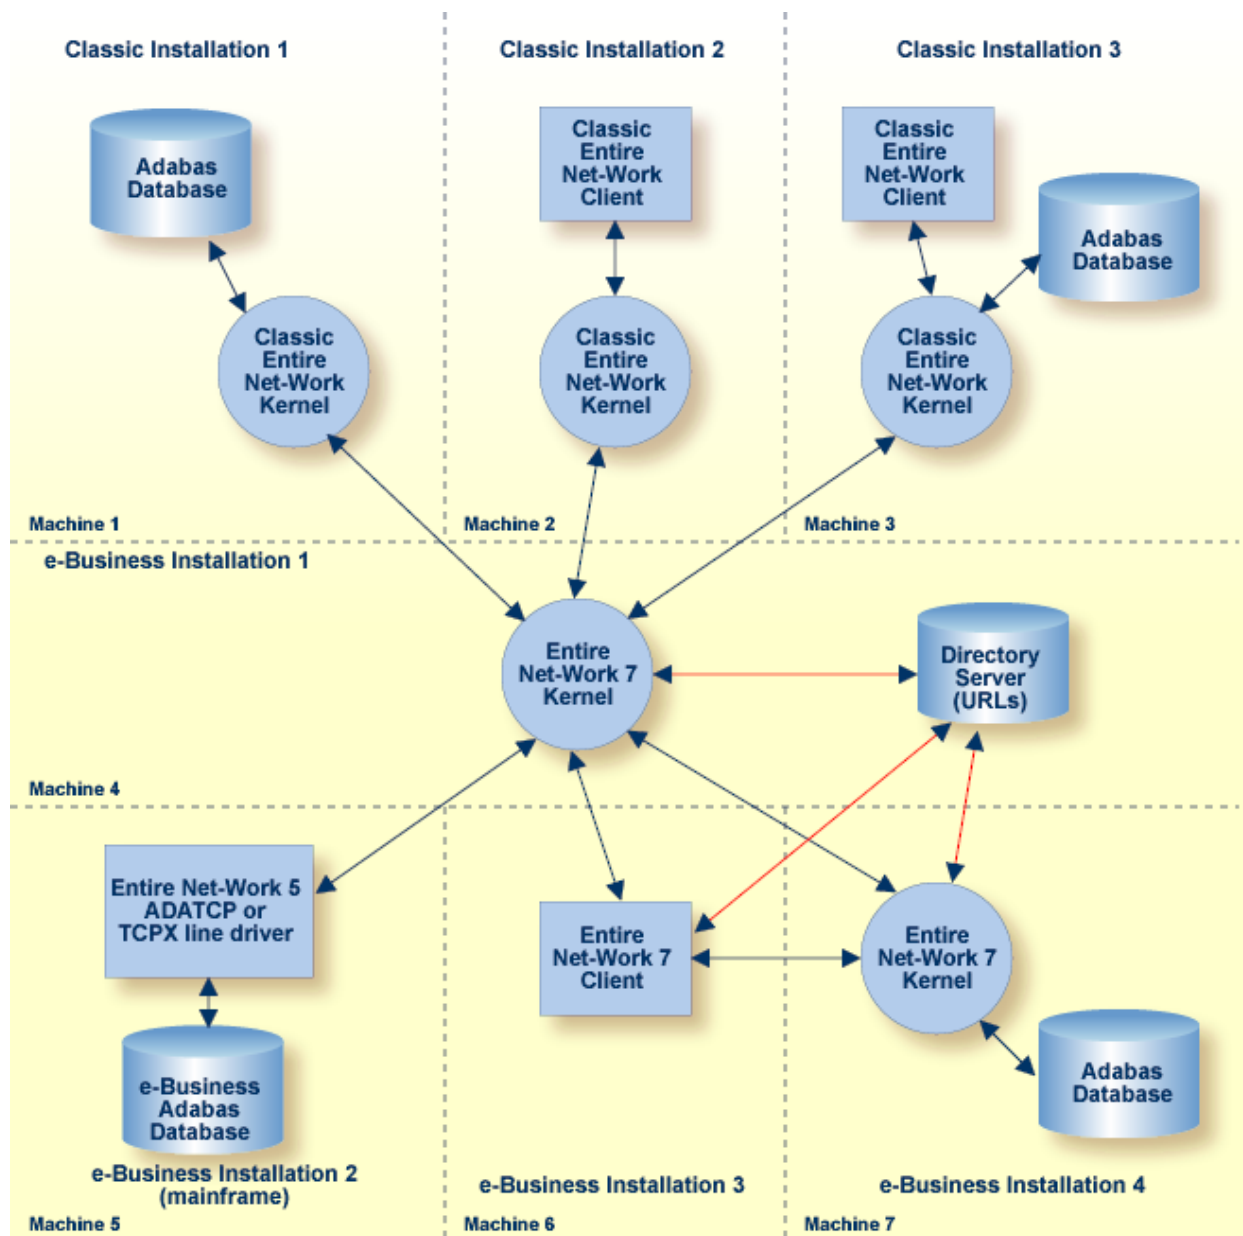 Classic Installation 1
Classic Installation 2
Classic Installation 3
Adabas
Database
Classic
Entire
Net-Work
Client
Classic
Entire
Net-Work
Client
Adabas
Database
Classic
Entire
Net-Work
Kernel
Classic
Entire
Net-Work
Kernel
Classic
Entire
Net-Work
Kernel
Machine 1
Machine 2
Machine 3
e-Business Installation 1
Entire
Net-Work 7
Kernel
Directory
Server
(URLs)
Machine 4
Entire Net-Work 5
ADATCP or
TCPX line driver
Entire
Net-Work 7
Client
Entire
Net-Work 7
Kernel
e-Business
Adabas
Database
Adabas
Database
e-Business Installation 2
(mainframe)
e-Business Installation 3
e-Business Installation 4
Machine 5
Machine 6
Machine 7